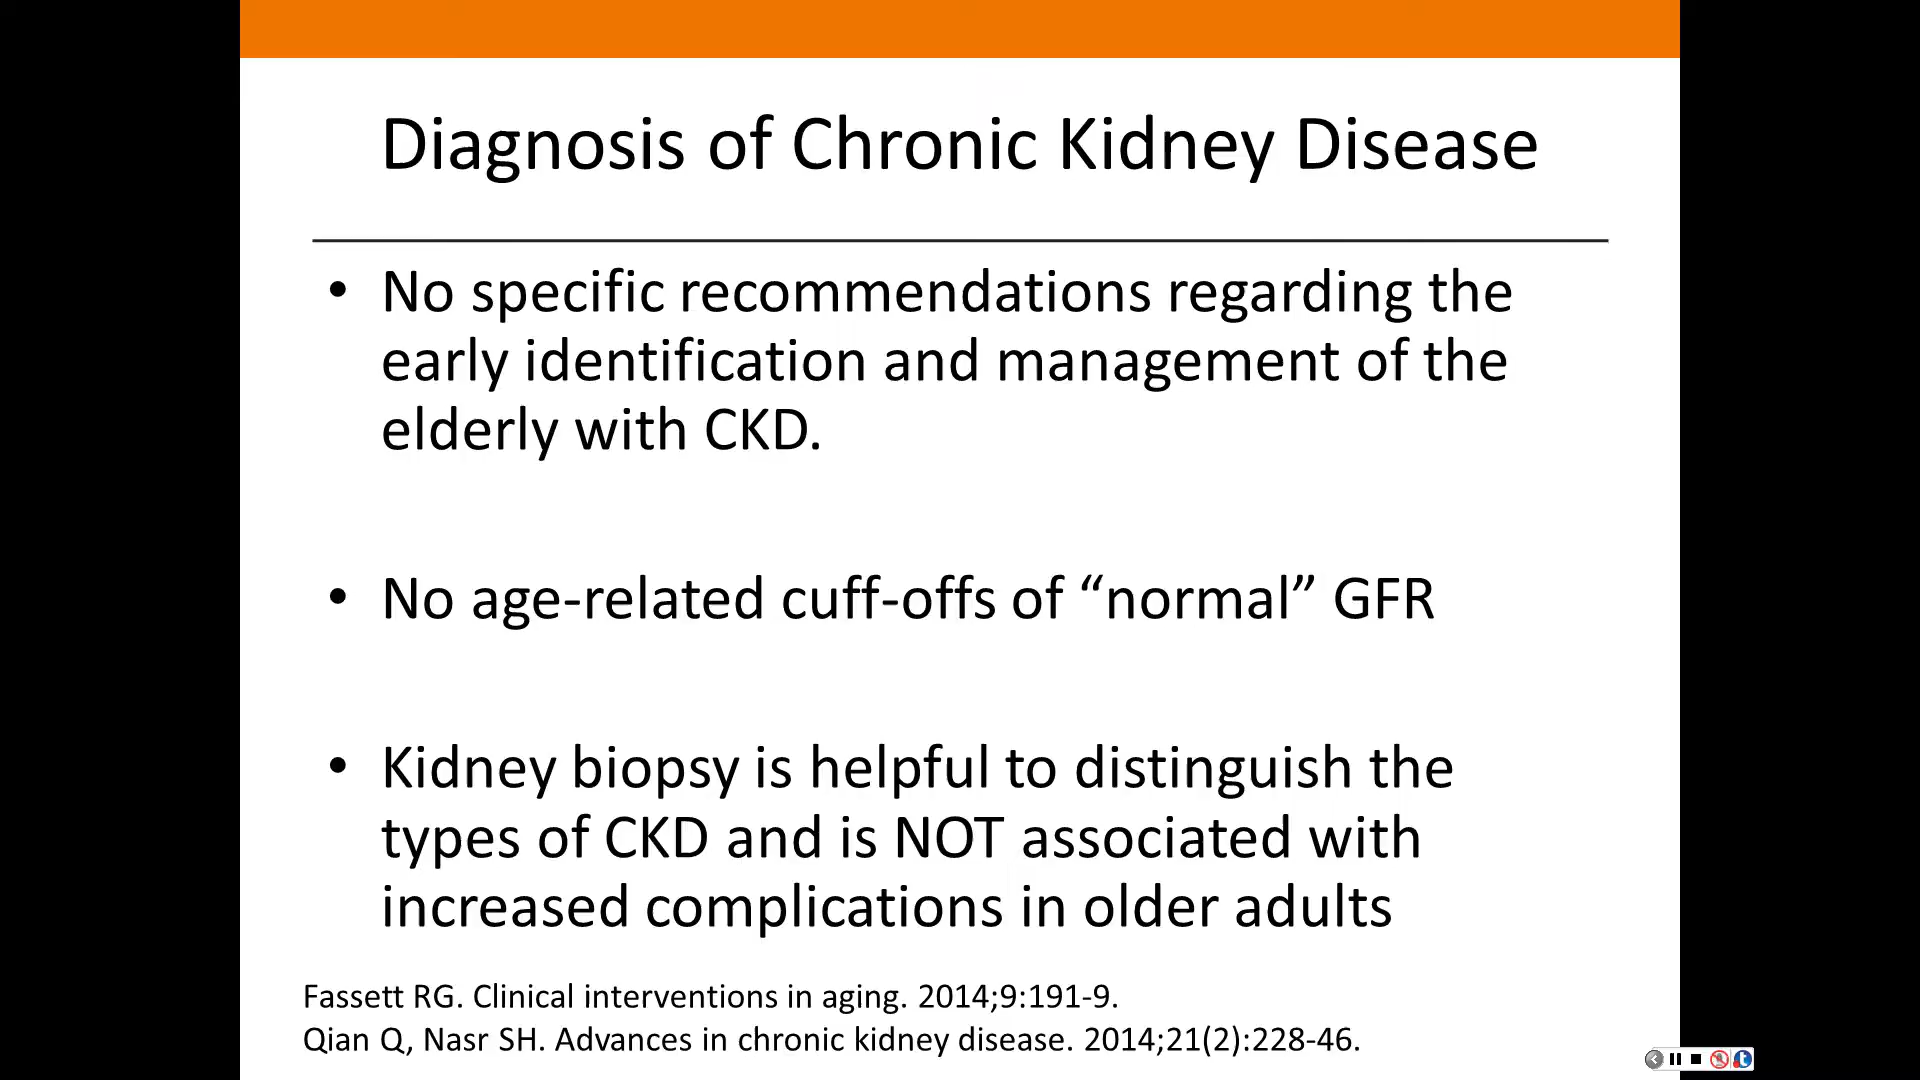 Diagnosis of Chronic Kidney Disease
• No specific recommendations regarding the
early identification and management of the
elderly with CKD.
• No age-related cuff-offs of “normal” GFR
• Kidney biopsy is helpful to distinguish the
types of CKD and is NOT associated with
increased complications in older adults
Fassett RG. Clinical interventions in aging. 2014;9:191-9.
Qian Q, Nasr SH. Advances in chronic kidney disease. 2014;21(2):228-46.